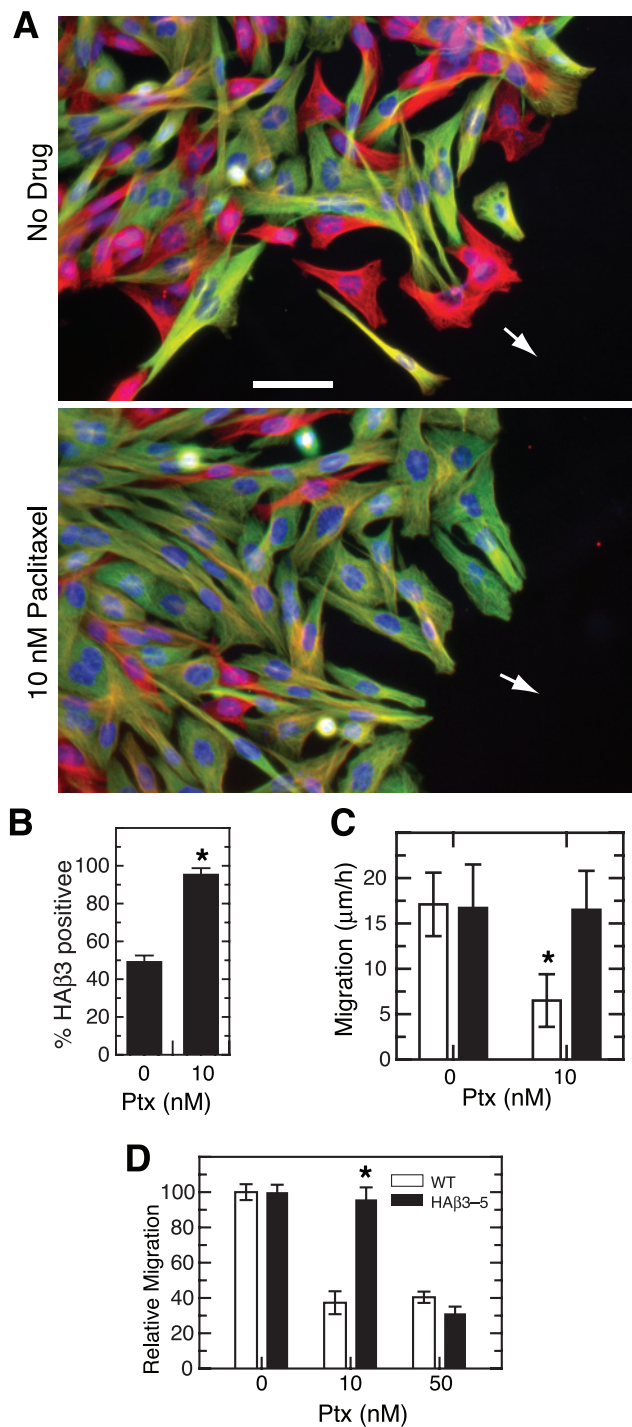 A
No Drug
10 nM Paclitaxel
B
% HAβ3 positivee
100
80
60
40
20
0
*
0 10
Ptx (nM)
C
Migration (μm/h)
20
15
10
5
0
*
0 10
Ptx (nM)
D
Relative Migration
100
80
60
40
20
0
*
WT
HAβ3–5
0 10 50
Ptx (nM)